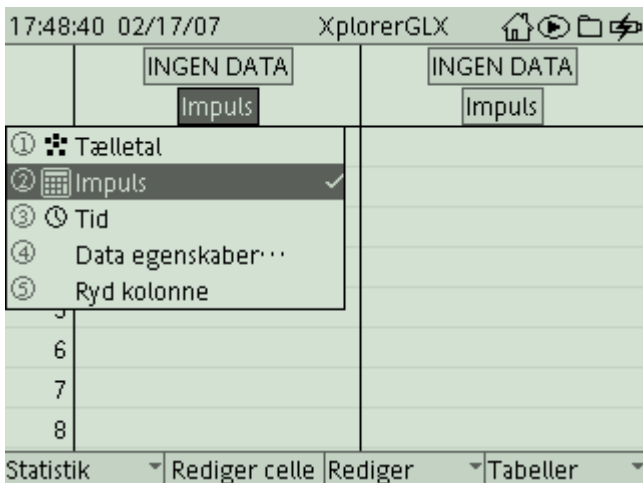 17:48:40 02/17/07 XplorerGLX
INGEN DATA INGEN DATA
Impuls Impuls
① Tælletal
② Impuls ✓
③ Tid
④ Data egenskaber···
⑤ Ryd kolonne
5
6
7
8
Statistik Rediger celle Rediger Tabeller